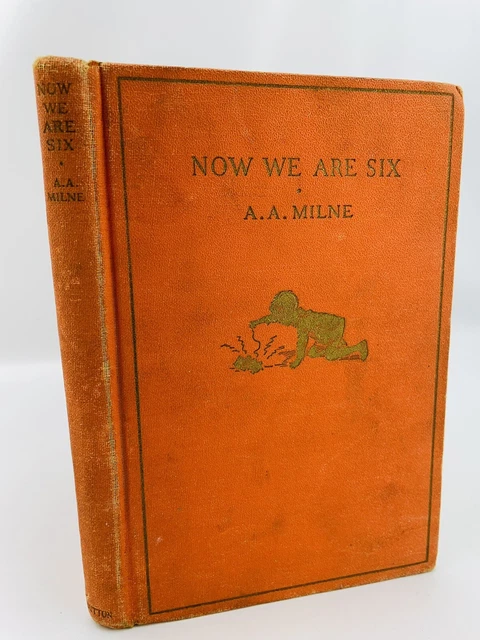 NOW
WE
ARE
SIX
A.A.
MILNE
NOW WE ARE SIX
A.A. MILNE